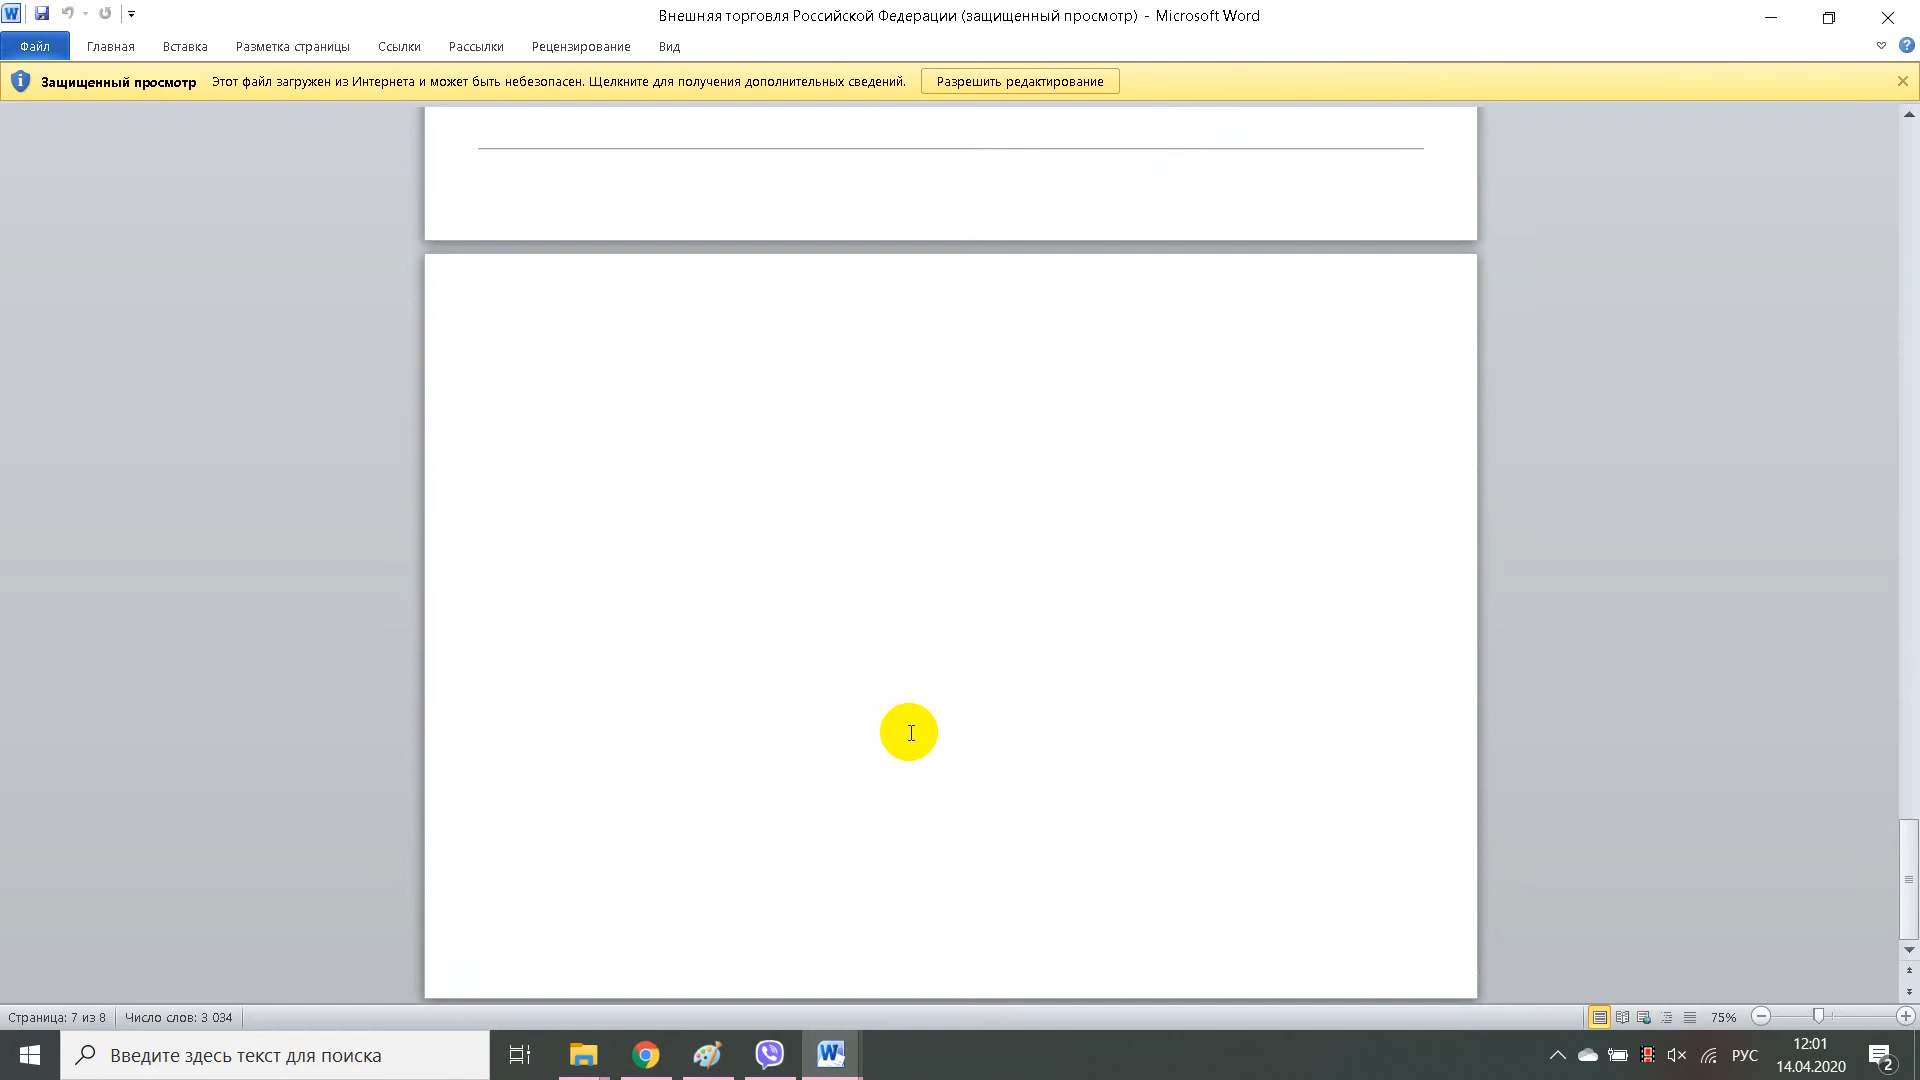 Внешняя торговля Российской Федерации (защищенный просмотр) - Microsoft Word
Файл Главная Вставка Разметка страницы Ссылки Рассылки Рецензирование Вид
Защищенный просмотр Этот файл загружен из Интернета и может быть небезопасен. Щелкните для получения дополнительных сведений. Разрешить редактирование
Страница: 7 из 8 Число слов: 3 034 75%
Введите здесь текст для поиска РУС 12:01
14.04.2020 2